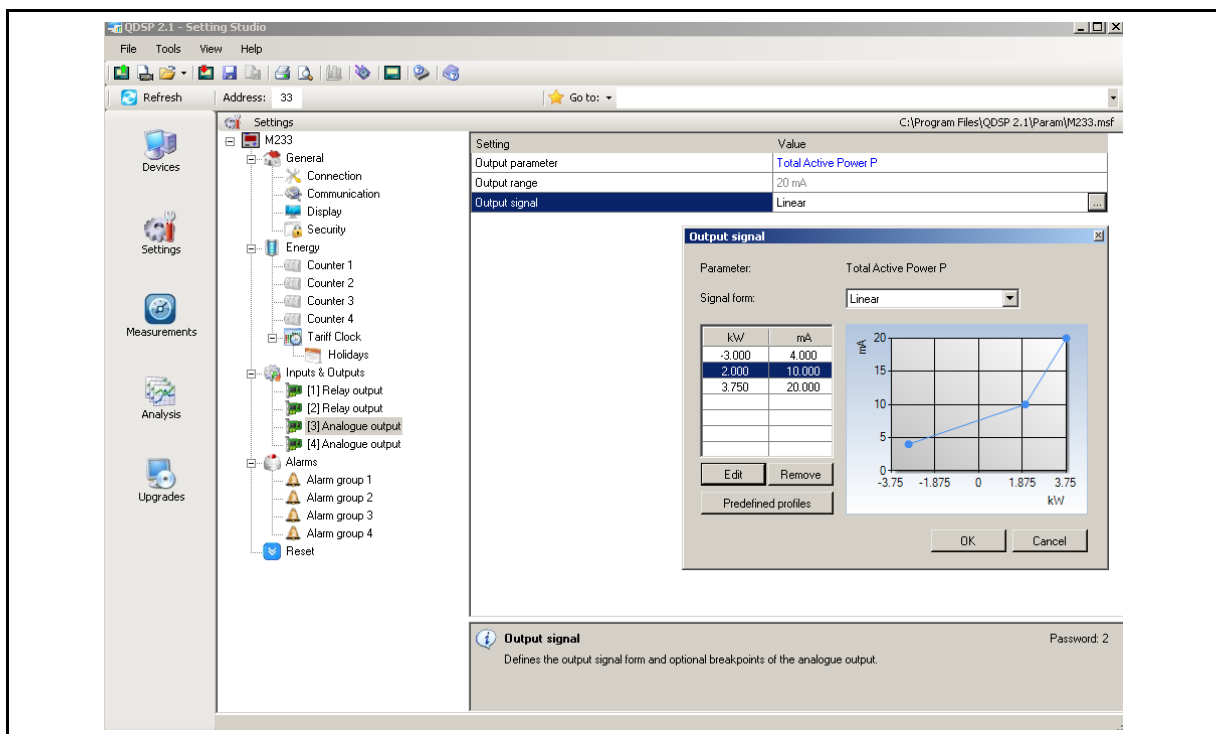 QDSP 2.1 - Setting Studio
File Tools View Help
Refresh Address: 33 Go to:
Settings C:\Program Files\QDSP 2.1\Param\M233.msf
Devices
Settings
Measurements
Analysis
Upgrades
M233
General
Connection
Communication
Display
Security
Energy
Counter 1
Counter 2
Counter 3
Counter 4
Tariff Clock
Holidays
Inputs & Outputs
[1] Relay output
[2] Relay output
[3] Analogue output
[4] Analogue output
Alarms
Alarm group 1
Alarm group 2
Alarm group 3
Alarm group 4
Reset
Setting Value
Output parameter Total Active Power P
Output range 20 mA
Output signal Linear ...
Output signal
Parameter: Total Active Power P
Signal form: Linear
kW mA
-3.000 4.000
2.000 10.000
3.750 20.000
Edit Remove
Predefined profiles
mA
20
15
10
5
0
-3.75 -1.875 0 1.875 3.75
kW
OK Cancel
Output signal Password: 2
Defines the output signal form and optional breakpoints of the analogue output.